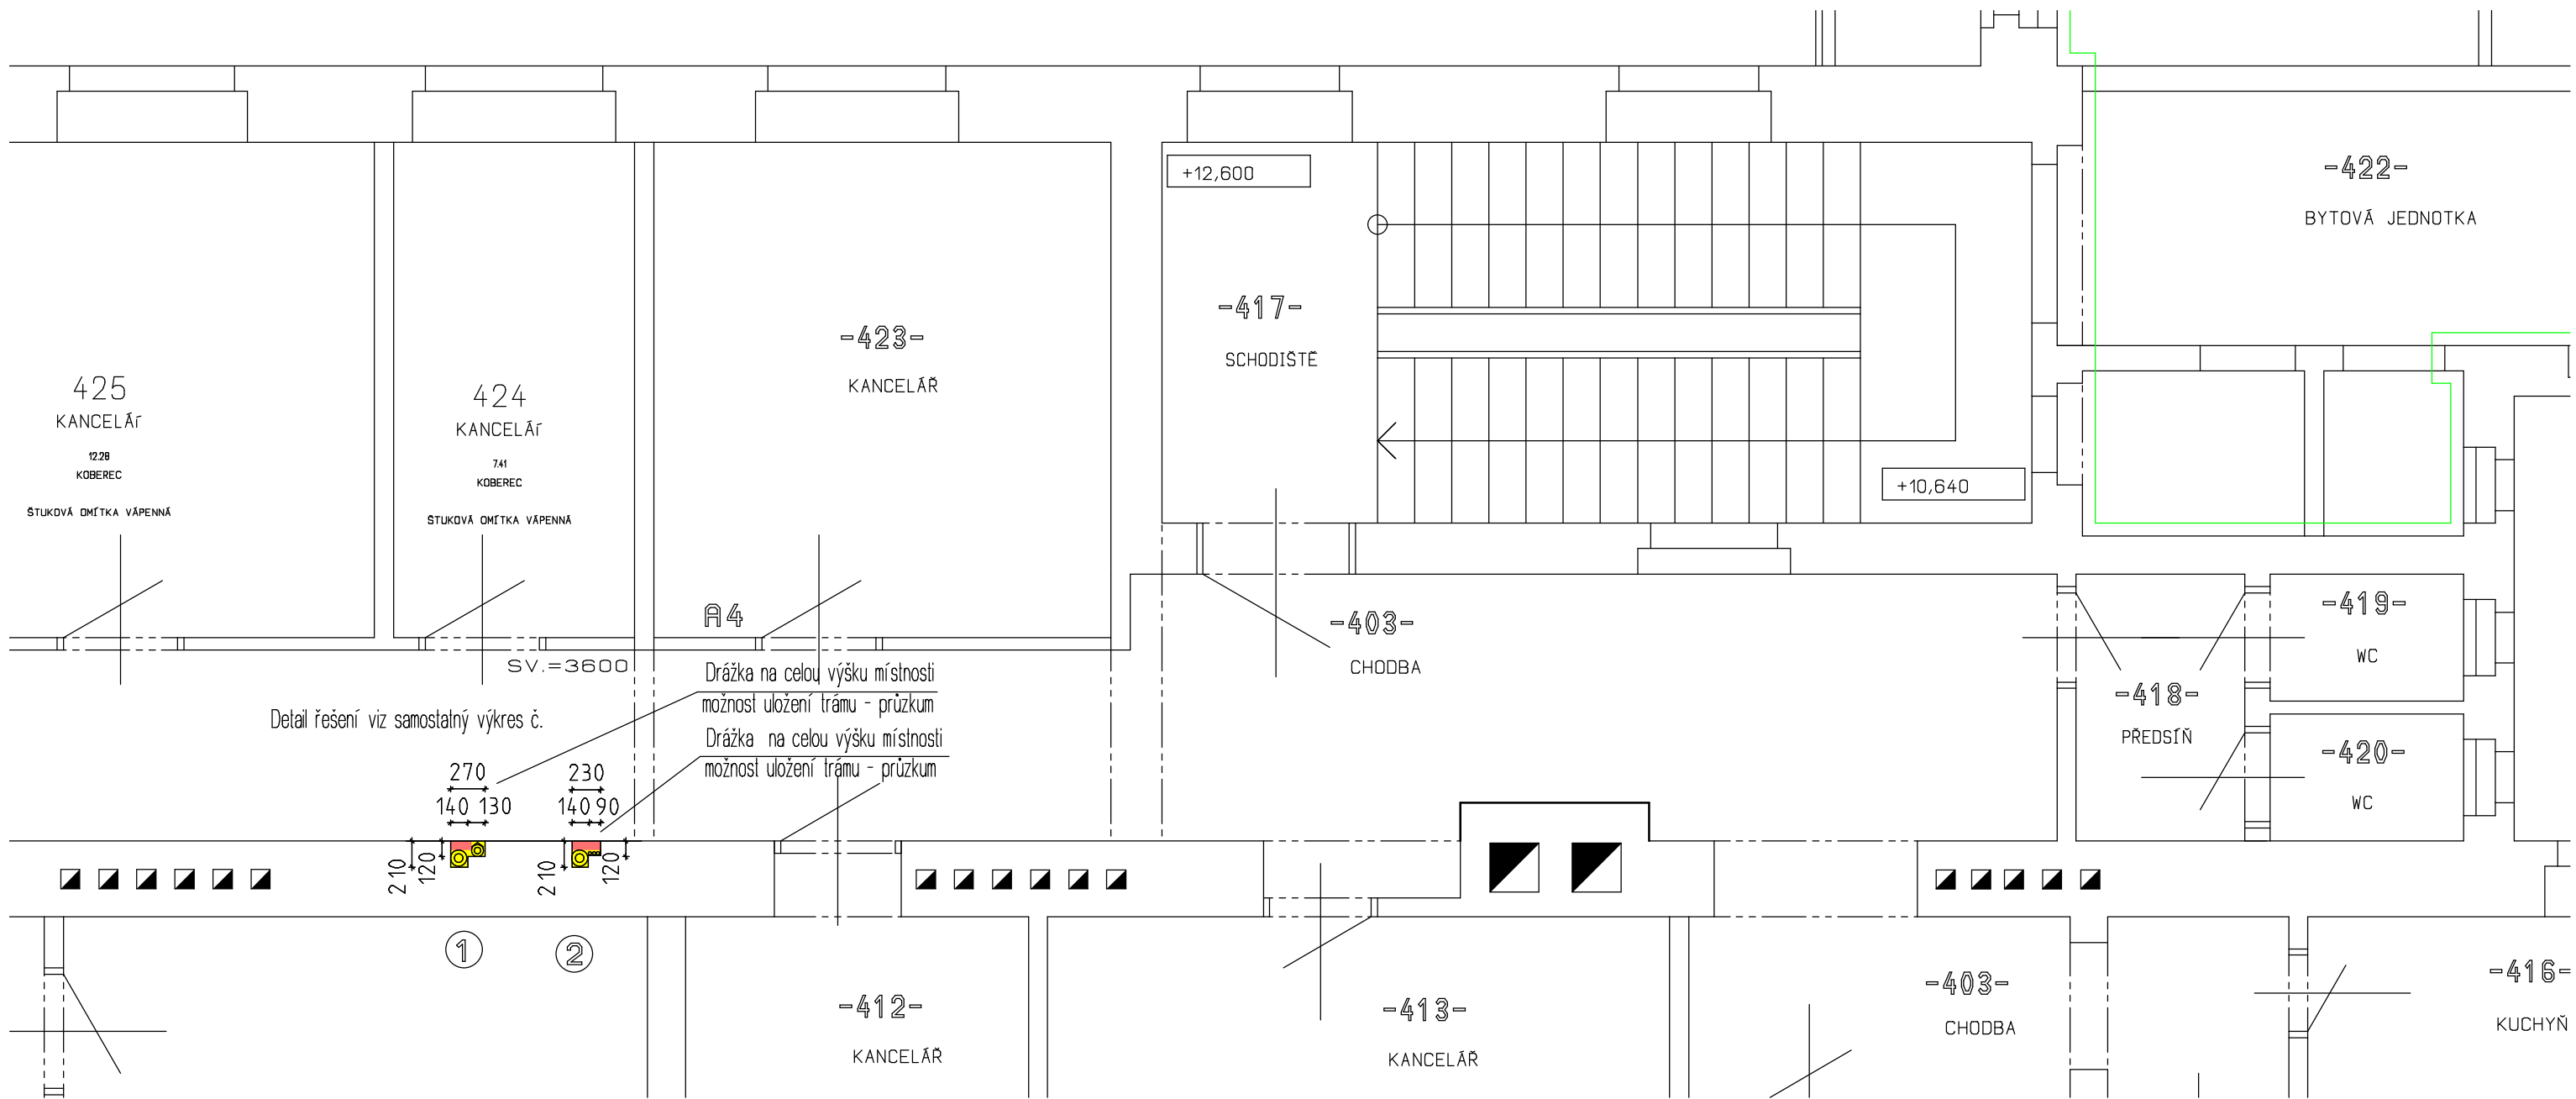 +12,600
-422-
BYTOVÁ JEDNOTKA
-417-
SCHODIŠTĚ
-423-
KANCELÁŘ
425
KANCELÁŕ
12.28
KOBEREC
ŠTUKOVÁ OMÍTKA VÁPENNÁ
424
KANCELÁŕ
7.41
KOBEREC
ŠTUKOVÁ OMÍTKA VÁPENNÁ
+10,640
A4
-403-
CHODBA
-419-
WC
SV.=3600
Drážka na celou výšku místnosti
možnost uložení trámu - průzkum
Detail řešení viz samostatný výkres č.
Drážka na celou výšku místnosti
možnost uložení trámu - průzkum
-418-
PŘEDSÍŇ
-420-
WC
270
140 130
230
140 90
210
120
210
120
1
2
-412-
KANCELÁŘ
-413-
KANCELÁŘ
-403-
CHODBA
-416-
KUCHYŇ